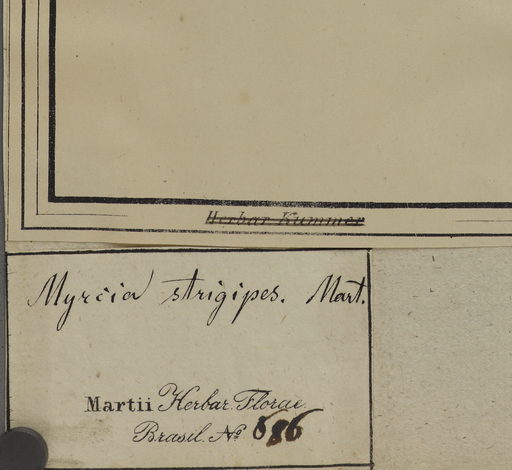 Herbar. Kummer
Myrcia strigipes. Mart.
Martii Herbar. Florae
Brasil. No 686